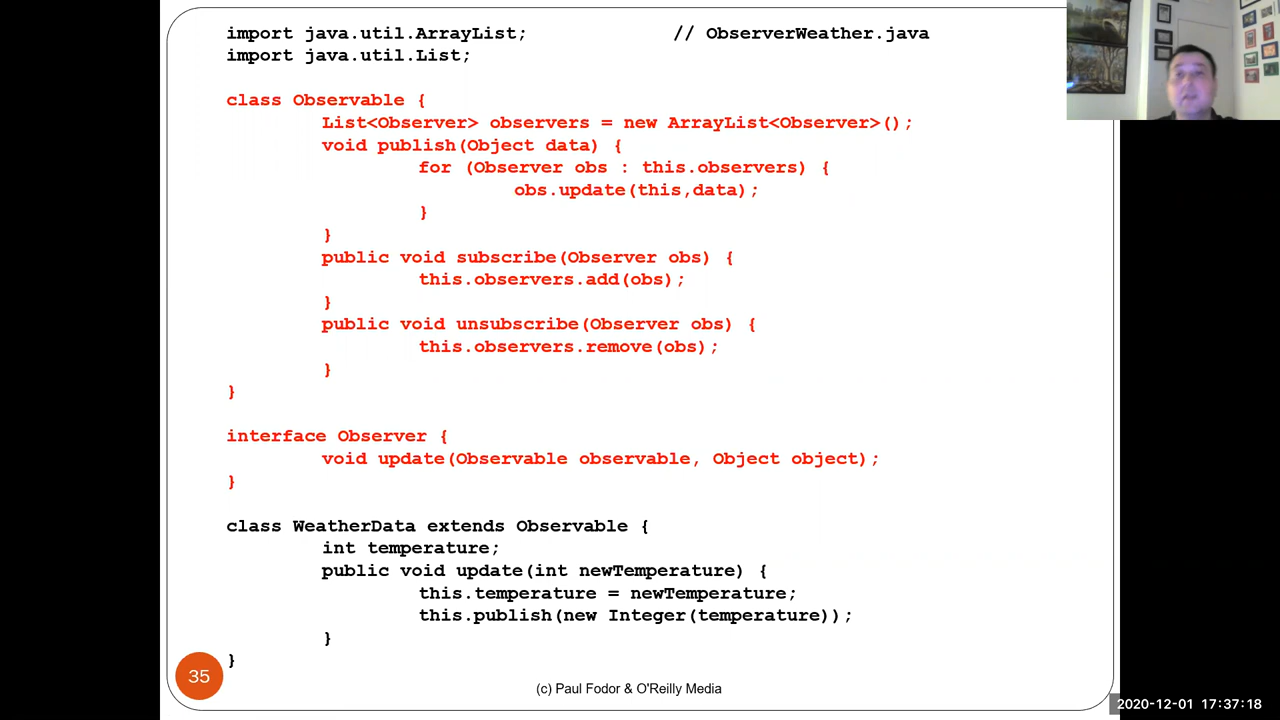 import java.util.ArrayList; // ObserverWeather.java
import java.util.List;
class Observable {
List<Observer> observers = new ArrayList<Observer>();
void publish(Object data) {
for (Observer obs : this.observers) {
obs.update(this,data);
}
}
public void subscribe(Observer obs) {
this.observers.add(obs);
}
public void unsubscribe(Observer obs) {
this.observers.remove(obs);
}
}
interface Observer {
void update(Observable observable, Object object);
}
class WeatherData extends Observable {
int temperature;
public void update(int newTemperature) {
this.temperature = newTemperature;
this.publish(new Integer(temperature));
}
}
35
(c) Paul Fodor & O'Reilly Media
2020-12-01 17:37:18